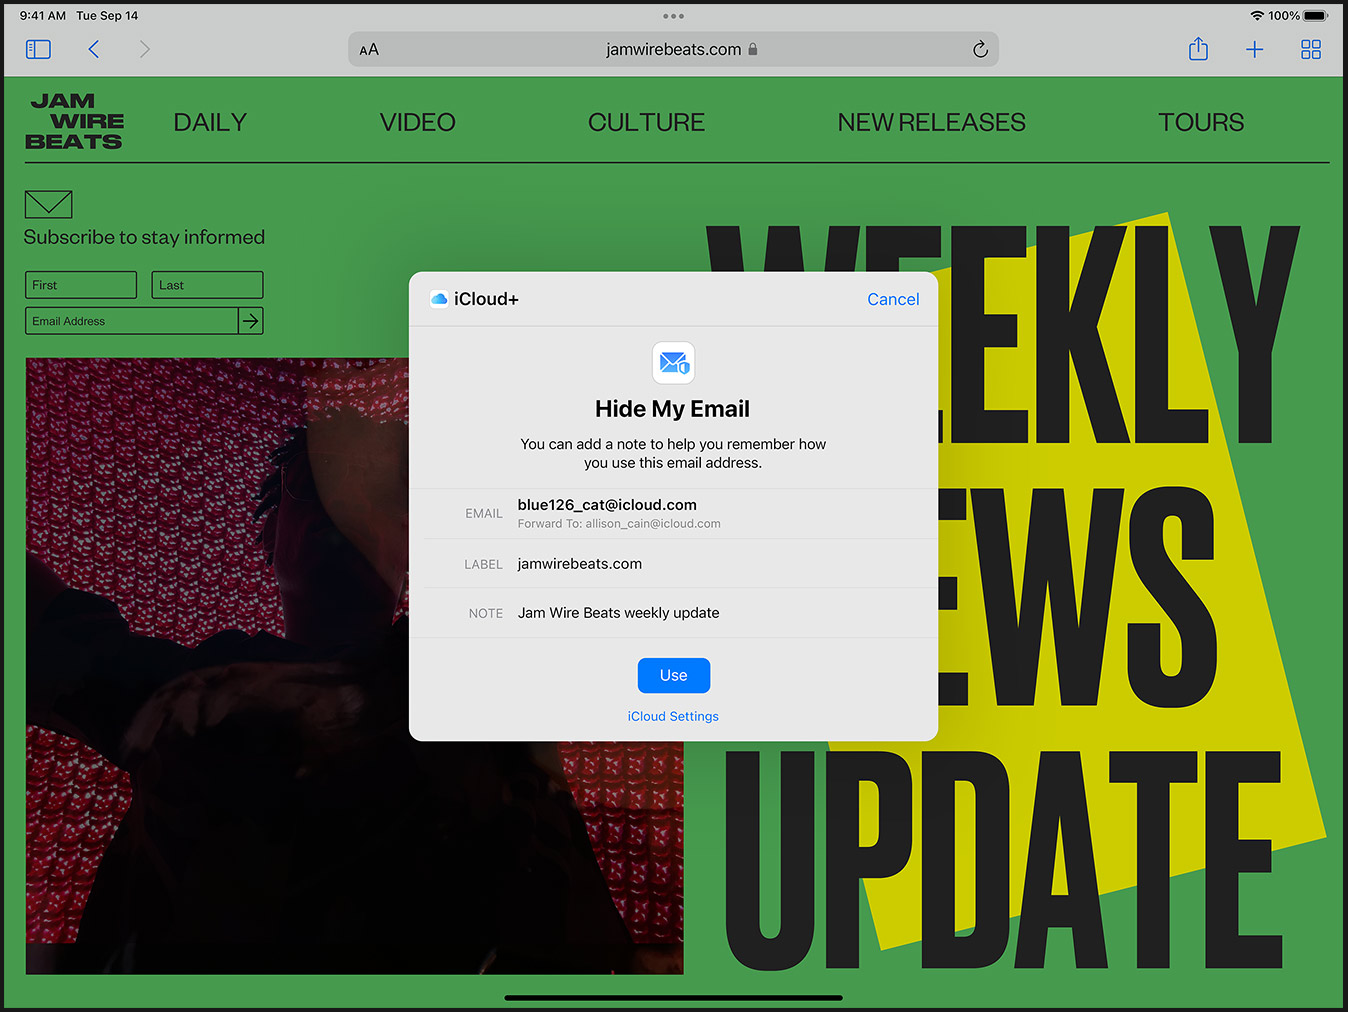 9:41 AM Tue Sep 14
100%
AA
jamwirebeats.com
JAM
WIRE
BEATS
DAILY
VIDEO
CULTURE
NEW RELEASES
TOURS
Subscribe to stay informed
First
Last
Email Address
WEEKLY
NEWS
UPDATE
iCloud+
Cancel
Hide My Email
You can add a note to help you remember how
you use this email address.
EMAIL
blue126_cat@icloud.com
Forward To: allison_cain@icloud.com
LABEL
jamwirebeats.com
NOTE
Jam Wire Beats weekly update
Use
iCloud Settings